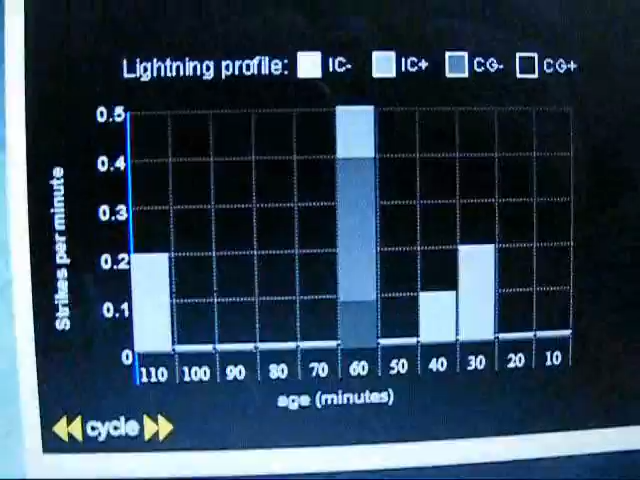 Lightning profile: IC- IC+ CG- CG+
0.5
0.4
0.3
0.2
0.1
0
Strikes per minute
110 100 90 80 70 60 50 40 30 20 10
age (minutes)
cycle